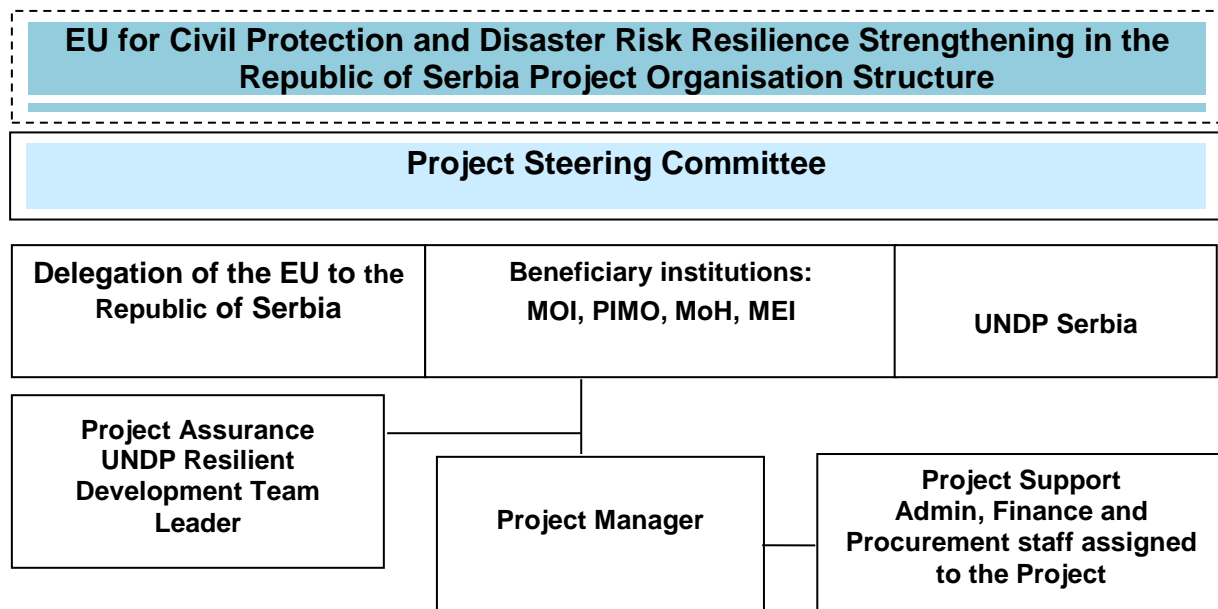 EU for Civil Protection and Disaster Risk Resilience Strengthening in the
Republic of Serbia Project Organisation Structure
Project Steering Committee
Delegation of the EU to the
Republic of Serbia
Beneficiary institutions:
MOI, PIMO, MoH, MEI
UNDP Serbia
Project Assurance
UNDP Resilient
Development Team
Leader
Project Manager
Project Support
Admin, Finance and
Procurement staff assigned
to the Project